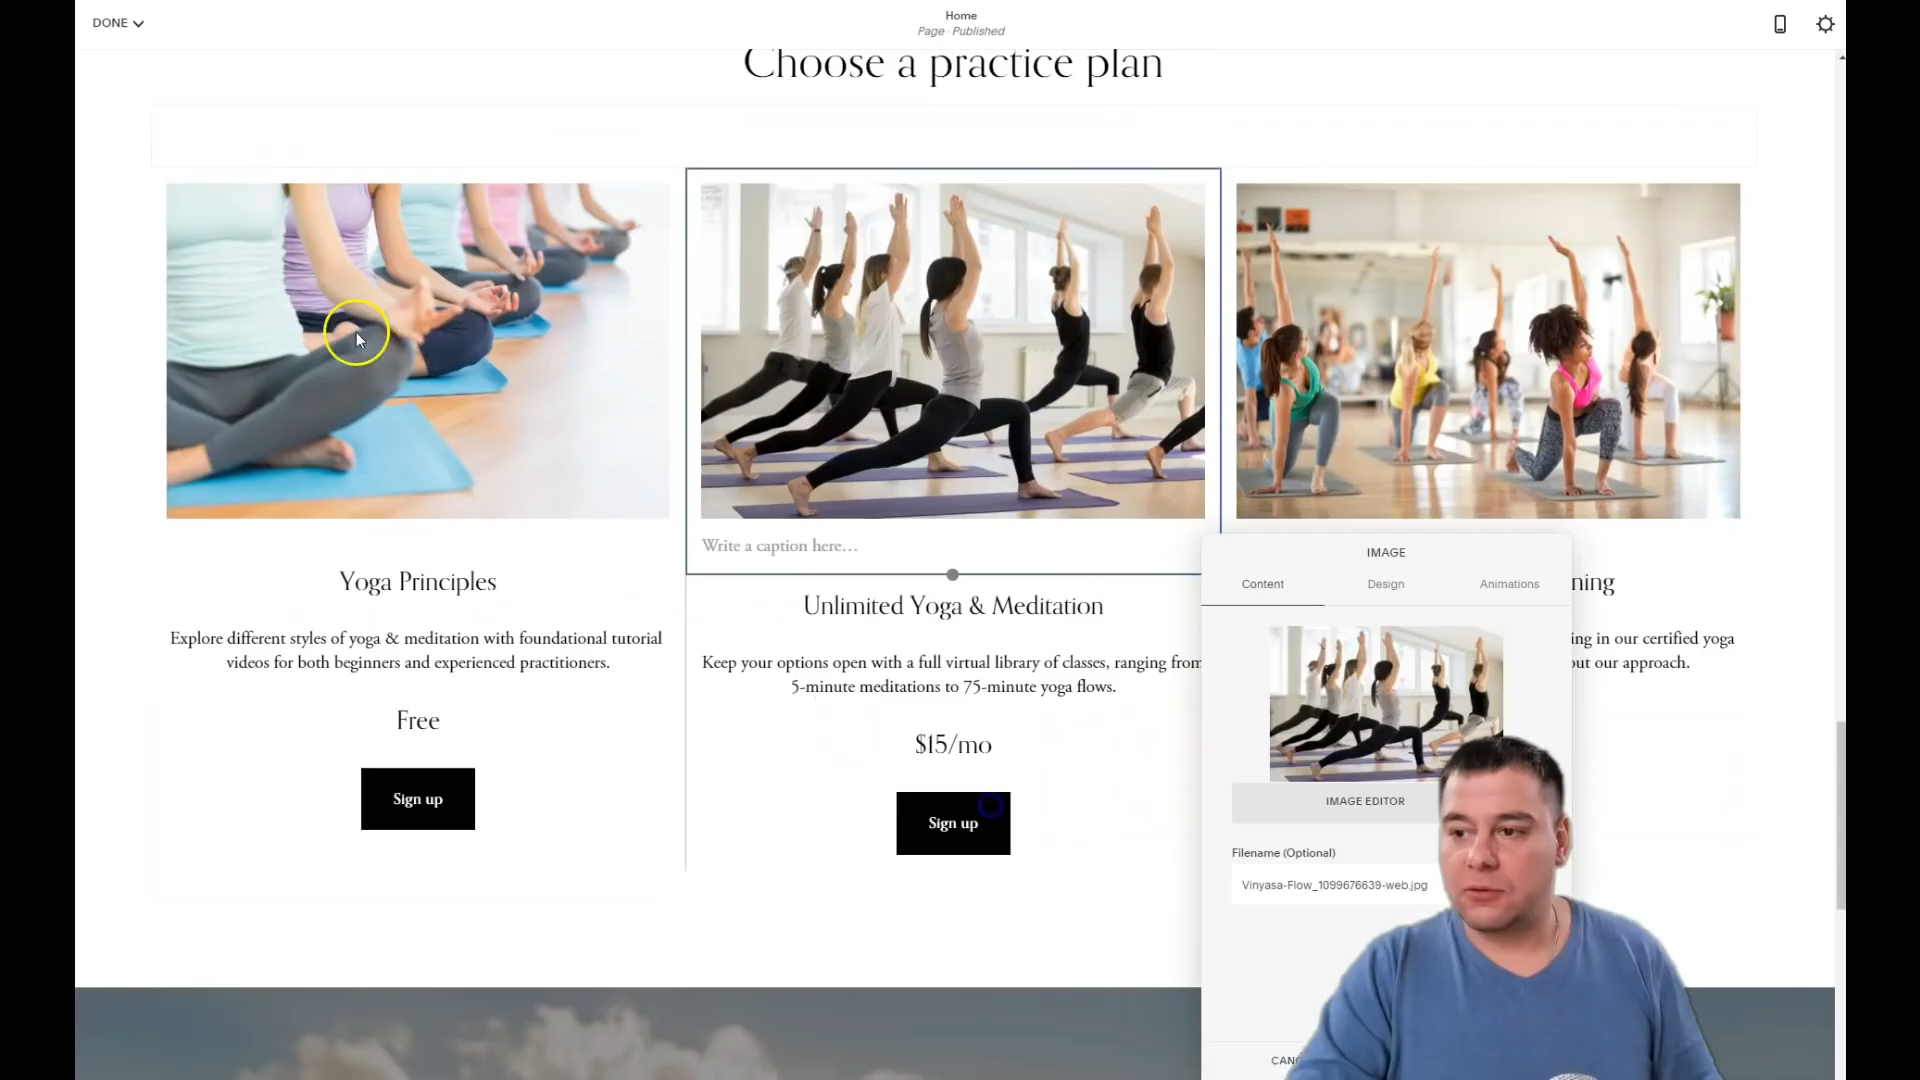 DONE
Home
Page · Published
Choose a practice plan
Write a caption here...
Yoga Principles
Explore different styles of yoga & meditation with foundational tutorial
videos for both beginners and experienced practitioners.
Free
Sign up
Unlimited Yoga & Meditation
Keep your options open with a full virtual library of classes, ranging from
5-minute meditations to 75-minute yoga flows.
$15/mo
Sign up
ning
ing in our certified yoga
out our approach.
IMAGE
Content
Design
Animations
IMAGE EDITOR
Filename (Optional)
Vinyasa-Flow_1099676639-web.jpg